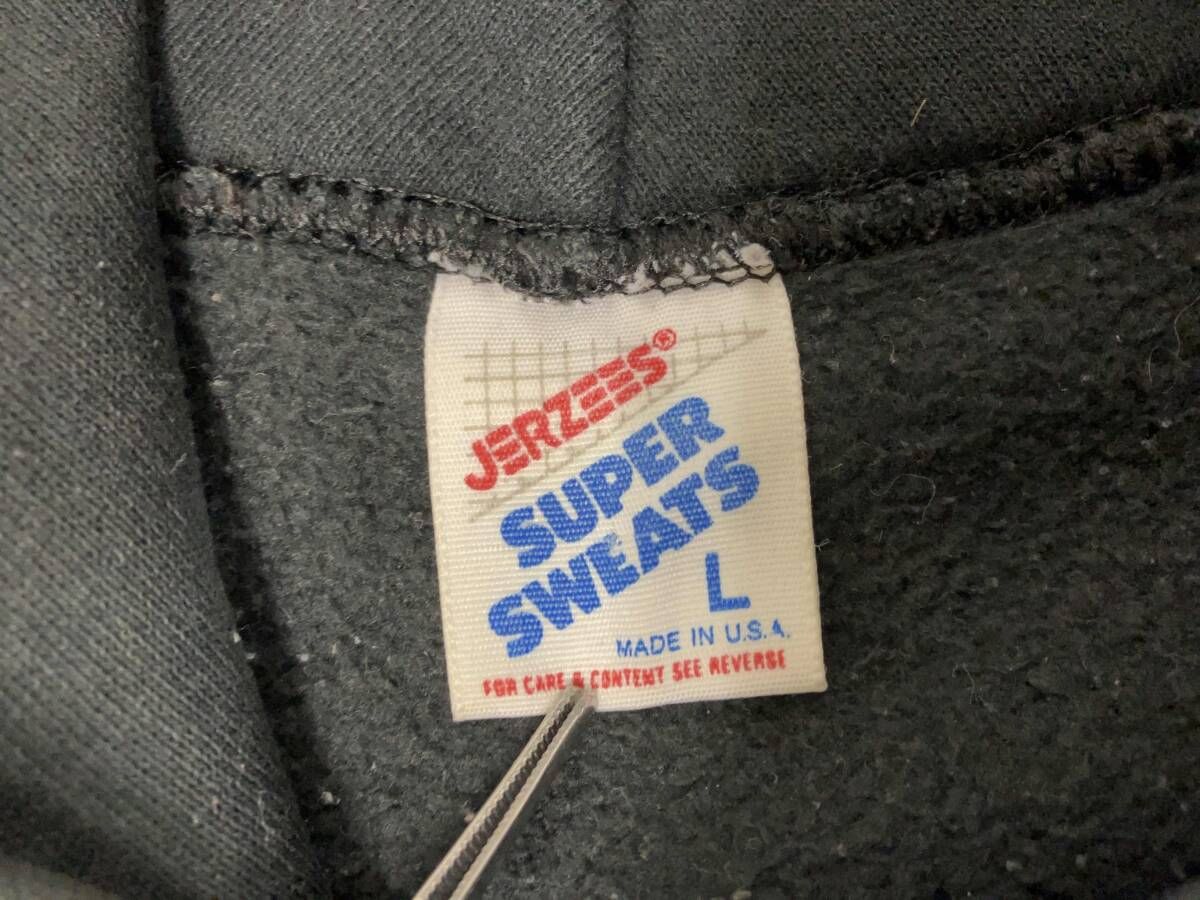 JERZEES®
SUPER
SWEATS
L
MADE IN U.S.A.
FOR CARE & CONTENT SEE REVERSE